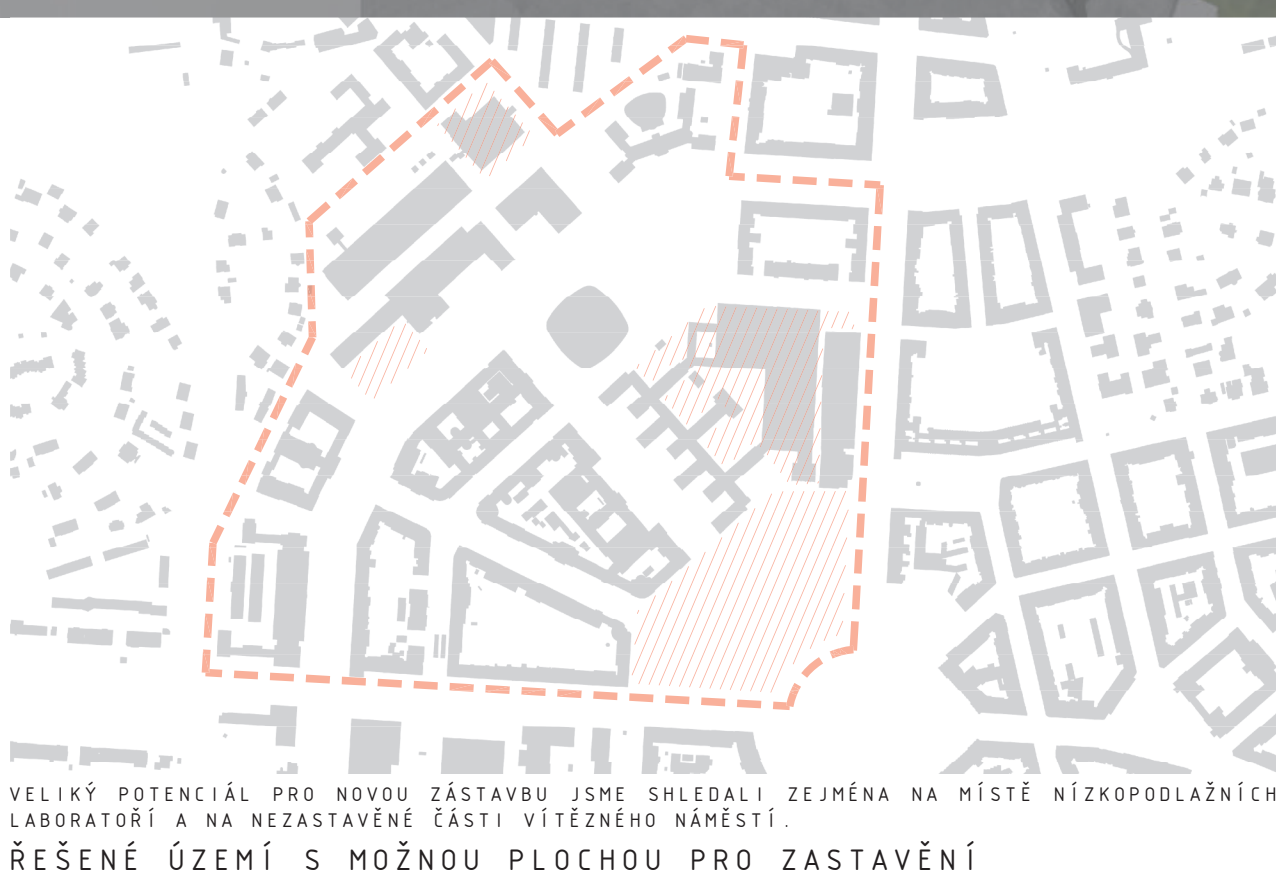 VELIKÝ POTENCIÁL PRO NOVOU ZÁSTAVBU JSME SHLEDALI ZEJMÉNA NA MÍSTĚ NÍZKOPODLAŽNÍCH
LABORATOŘÍ A NA NEZASTAVĚNÉ ČÁSTI VÍTĚZNÉHO NÁMĚSTÍ.
ŘEŠENÉ ÚZEMÍ S MOŽNOU PLOCHOU PRO ZASTAVĚNÍ